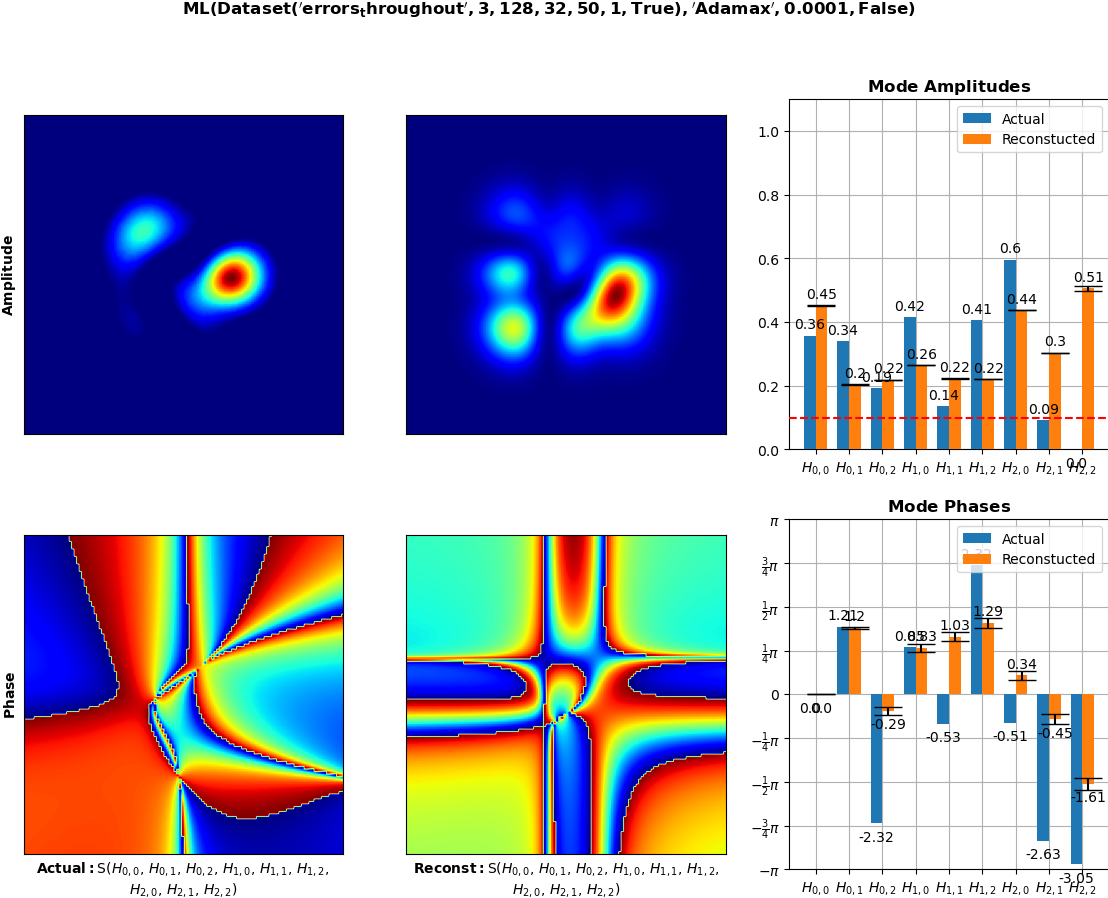 ML(Dataset('errors_throughout', 3, 128, 32, 50, 1, True), 'Adamax', 0.0001, False)
Amplitude
Mode Amplitudes
Actual
Reconstucted
1.0
0.8
0.6
0.4
0.2
0.0
0.36 0.45 0.34 0.2 0.19 0.22 0.42 0.26 0.14 0.22 0.41 0.22 0.6 0.44 0.09 0.3 0.0 0.51
H0,0 H0,1 H0,2 H1,0 H1,1 H1,2 H2,0 H2,1 H2,2
Phase
Mode Phases
Actual
Reconstucted
π
3/4π
1/2π
1/4π
0
−1/4π
−1/2π
−3/4π
−π
0.0 0.0 1.21 1.2 -2.32 -0.29 0.85 0.83 -0.53 1.03 1.29 -0.51 0.34 -2.63 -0.45 -3.05 -1.61
H0,0 H0,1 H0,2 H1,0 H1,1 H1,2 H2,0 H2,1 H2,2
Actual: S(H0,0, H0,1, H0,2, H1,0, H1,1, H1,2,
H2,0, H2,1, H2,2)
Reconst: S(H0,0, H0,1, H0,2, H1,0, H1,1, H1,2,
H2,0, H2,1, H2,2)